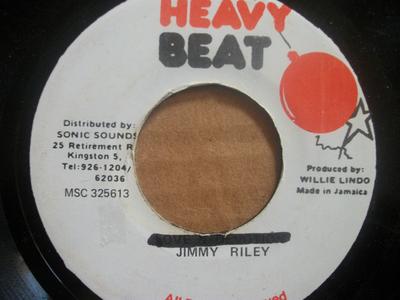 HEAVY
BEAT
Distributed by:
SONIC SOUNDS
25 Retirement R
Kingston 5,
Tel:926-1204/
62036
MSC 325613
Produced by:
WILLIE LINDO
Made in Jamaica
JIMMY RILEY
All